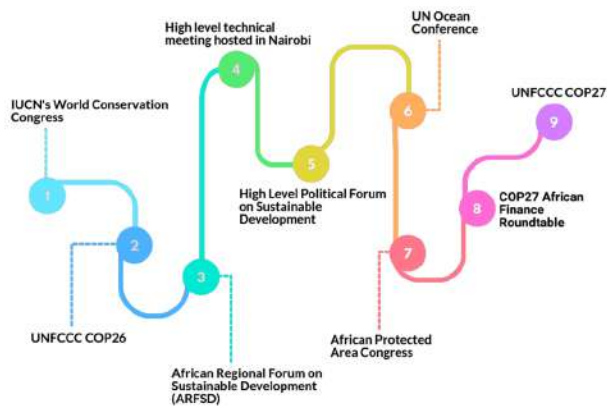 1
IUCN's World Conservation
Congress
2
UNFCCC COP26
3
African Regional Forum on
Sustainable Development
(ARFSD)
4
High level technical
meeting hosted in Nairobi
5
High Level Political Forum
on Sustainable
Development
6
UN Ocean
Conference
7
African Protected
Area Congress
8
COP27 African
Finance
Roundtable
9
UNFCCC COP27